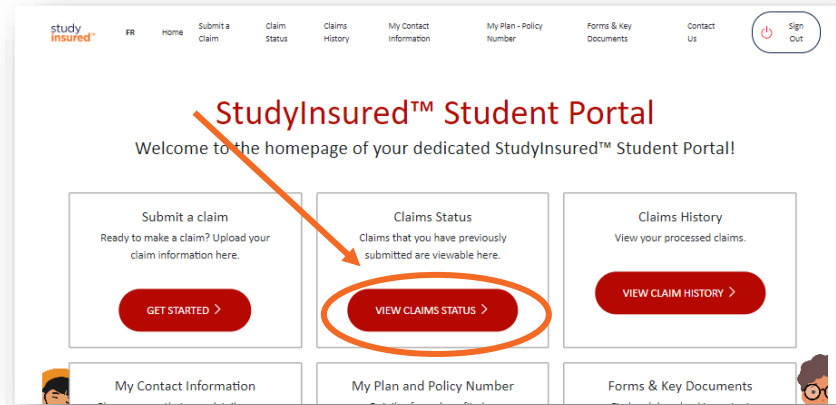 study
insured™
FR
Home
Submit a
Claim
Claim
Status
Claims
History
My Contact
Information
My Plan - Policy
Number
Forms & Key
Documents
Contact
Us
Sign
Out
StudyInsured™ Student Portal
Welcome to the homepage of your dedicated StudyInsured™ Student Portal!
Submit a claim
Ready to make a claim? Upload your
claim information here.
GET STARTED >
Claims Status
Claims that you have previously
submitted are viewable here.
VIEW CLAIMS STATUS >
Claims History
View your processed claims.
VIEW CLAIM HISTORY >
My Contact Information
My Plan and Policy Number
Forms & Key Documents